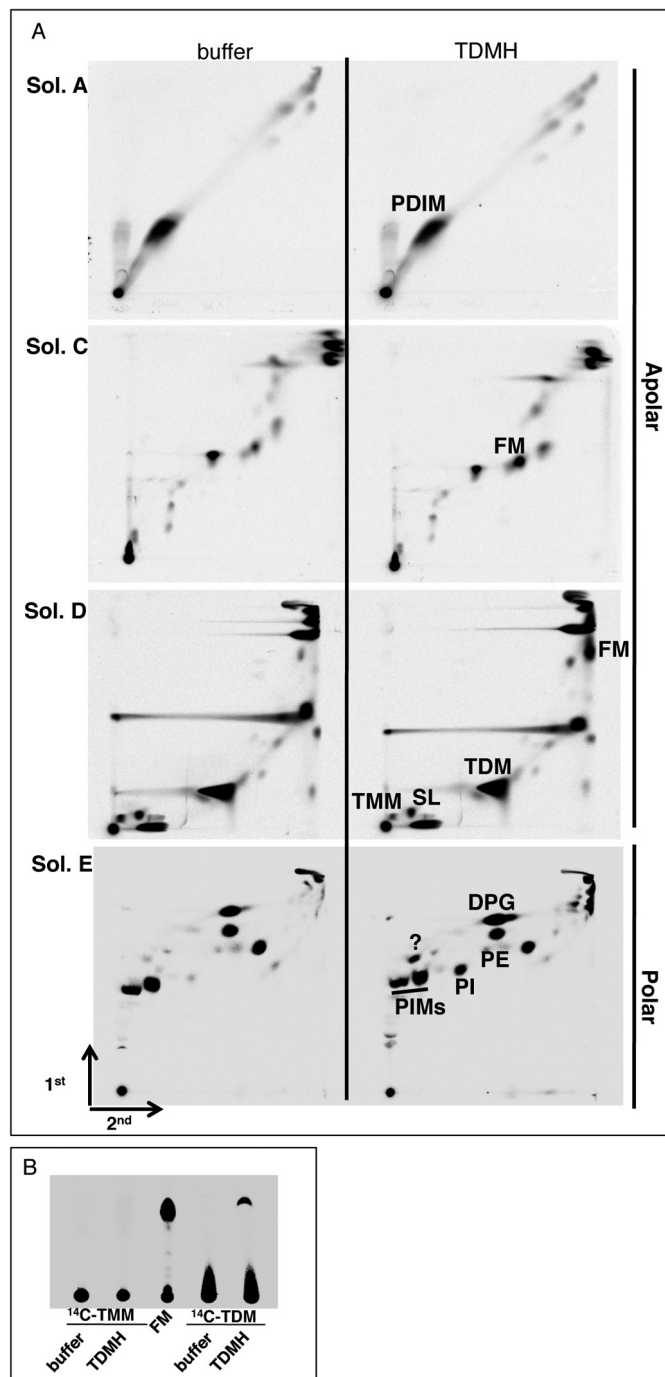 A
buffer TDMH
Sol. A
PDIM
Sol. C
FM
Apolar
Sol. D
FM
TDM
TMM SL
Sol. E
DPG
?
PE
PI
PIMs
Polar
1st
2nd
B
14C-TMM FM 14C-TDM
buffer TDMH buffer TDMH